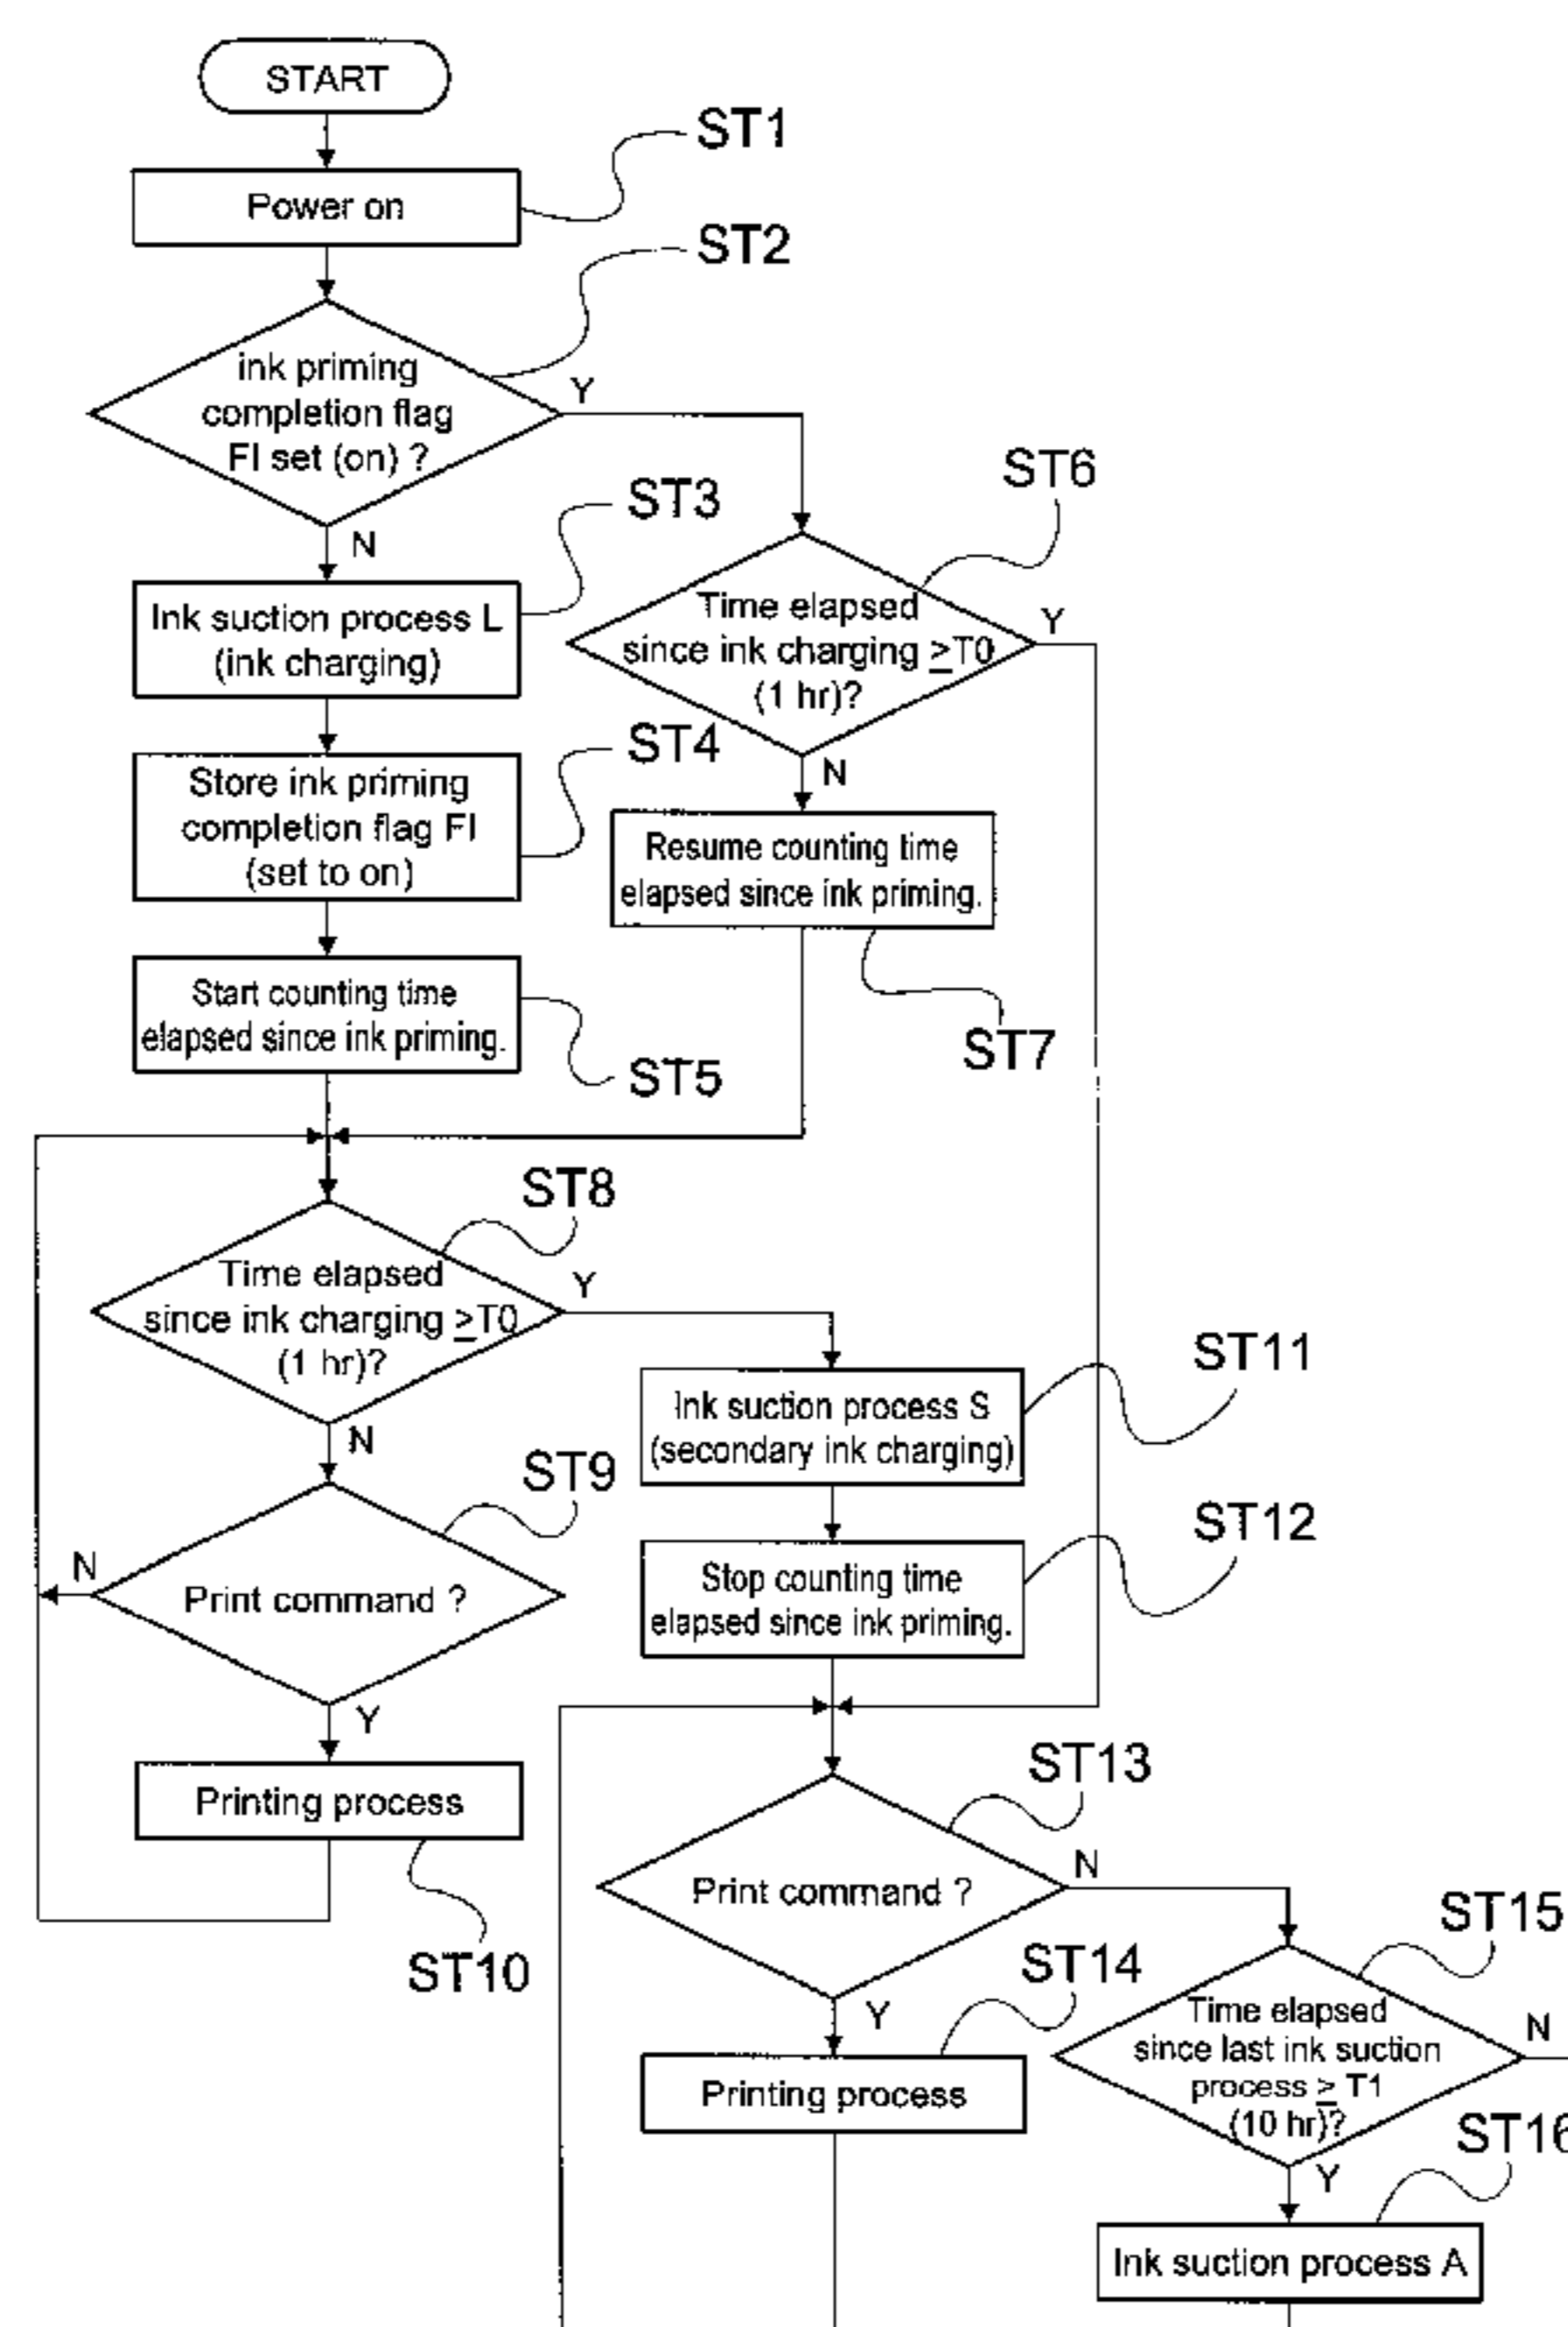 START
ST1
Power on
ST2
ink priming
completion flag
FI set (on) ?
Y
N
ST3
Ink suction process L
(ink charging)
ST6
Time elapsed
since ink charging ≥T0
(1 hr)?
Y
N
ST4
Store ink priming
completion flag FI
(set to on)
Resume counting time
elapsed since ink priming.
ST7
Start counting time
elapsed since ink priming.
ST5
ST8
Time elapsed
since ink charging ≥T0
(1 hr)?
Y
N
ST11
Ink suction process S
(secondary ink charging)
ST9
Print command ?
N
Y
ST12
Stop counting time
elapsed since ink priming.
Printing process
ST10
ST13
Print command ?
N
Y
ST14
Printing process
ST15
Time elapsed
since last ink suction
process ≥ T1
(10 hr)?
N
Y
ST16
Ink suction process A